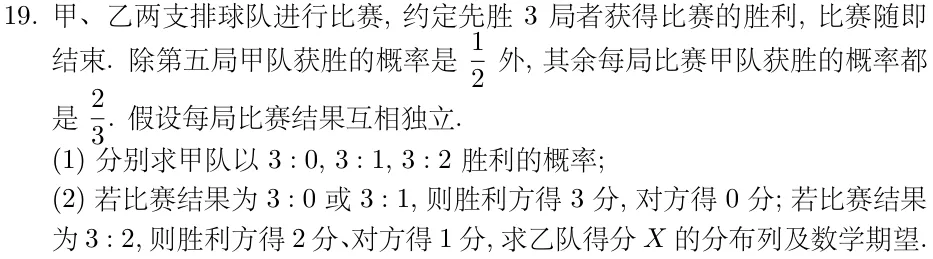 19. 甲、乙两支排球队进行比赛, 约定先胜 3 局者获得比赛的胜利, 比赛随即
结束. 除第五局甲队获胜的概率是 1/2 外, 其余每局比赛甲队获胜的概率都
是 2/3. 假设每局比赛结果互相独立.
(1) 分别求甲队以 3 : 0, 3 : 1, 3 : 2 胜利的概率;
(2) 若比赛结果为 3 : 0 或 3 : 1, 则胜利方得 3 分, 对方得 0 分; 若比赛结果
为 3 : 2, 则胜利方得 2 分、对方得 1 分, 求乙队得分 X 的分布列及数学期望.